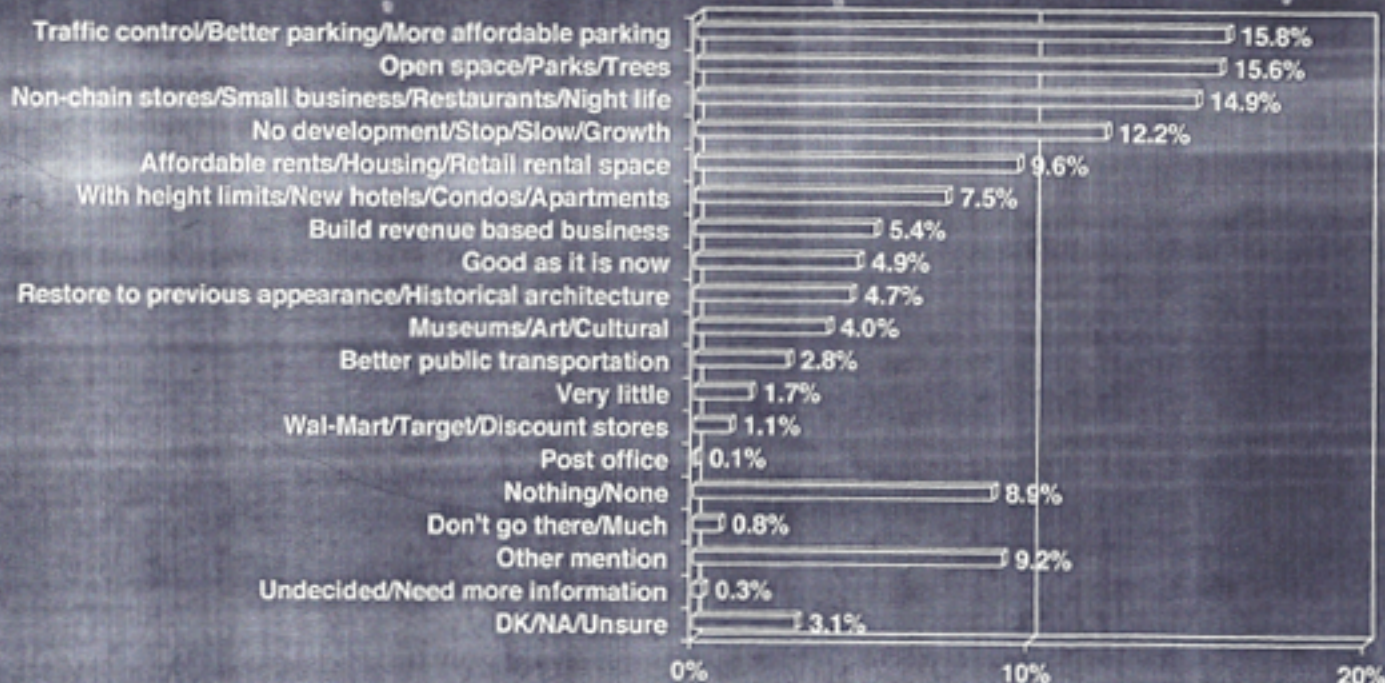 Traffic control/Better parking/More affordable parking 15.8%
Open space/Parks/Trees 15.6%
Non-chain stores/Small business/Restaurants/Night life 14.9%
No development/Stop/Slow/Growth 12.2%
Affordable rents/Housing/Retail rental space 9.6%
With height limits/New hotels/Condos/Apartments 7.5%
Build revenue based business 5.4%
Good as it is now 4.9%
Restore to previous appearance/Historical architecture 4.7%
Museums/Art/Cultural 4.0%
Better public transportation 2.8%
Very little 1.7%
Wal-Mart/Target/Discount stores 1.1%
Post office 0.1%
Nothing/None 8.9%
Don't go there/Much 0.8%
Other mention 9.2%
Undecided/Need more information 0.3%
DK/NA/Unsure 3.1%
0% 10% 20%